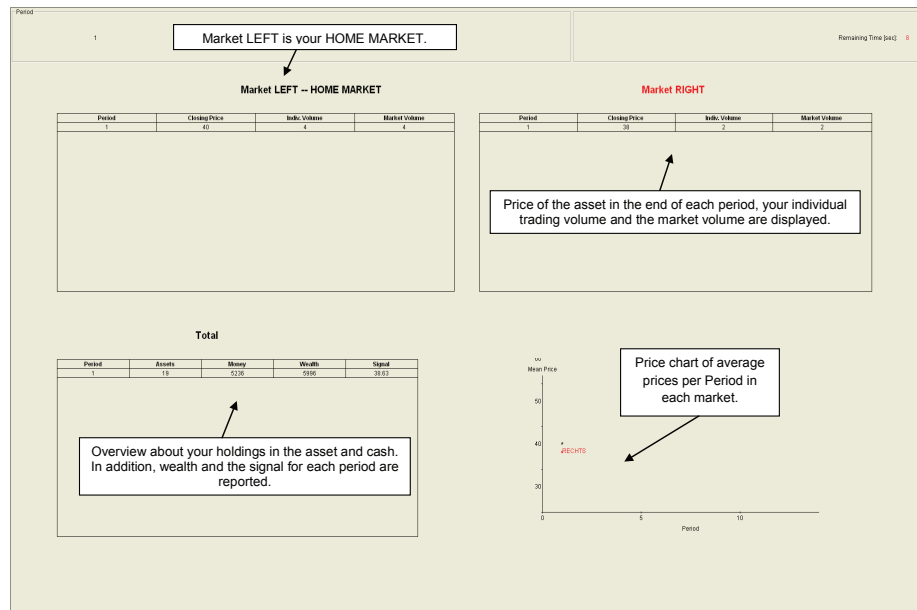 Period
1
Market LEFT is your HOME MARKET.
Remaining Time [sec]: 8
Market LEFT -- HOME MARKET
Period Closing Price Indiv. Volume Market Volume
1 40 4 4
Market RIGHT
Period Closing Price Indiv. Volume Market Volume
1 38 2 2
Price of the asset in the end of each period, your individual
trading volume and the market volume are displayed.
Total
Period Assets Money Wealth Signal
1 19 5236 5996 38.63
Overview about your holdings in the asset and cash.
In addition, wealth and the signal for each period are
reported.
Mean Price
50
40
30
RECHTS
0 5 10
Period
Price chart of average
prices per Period in
each market.